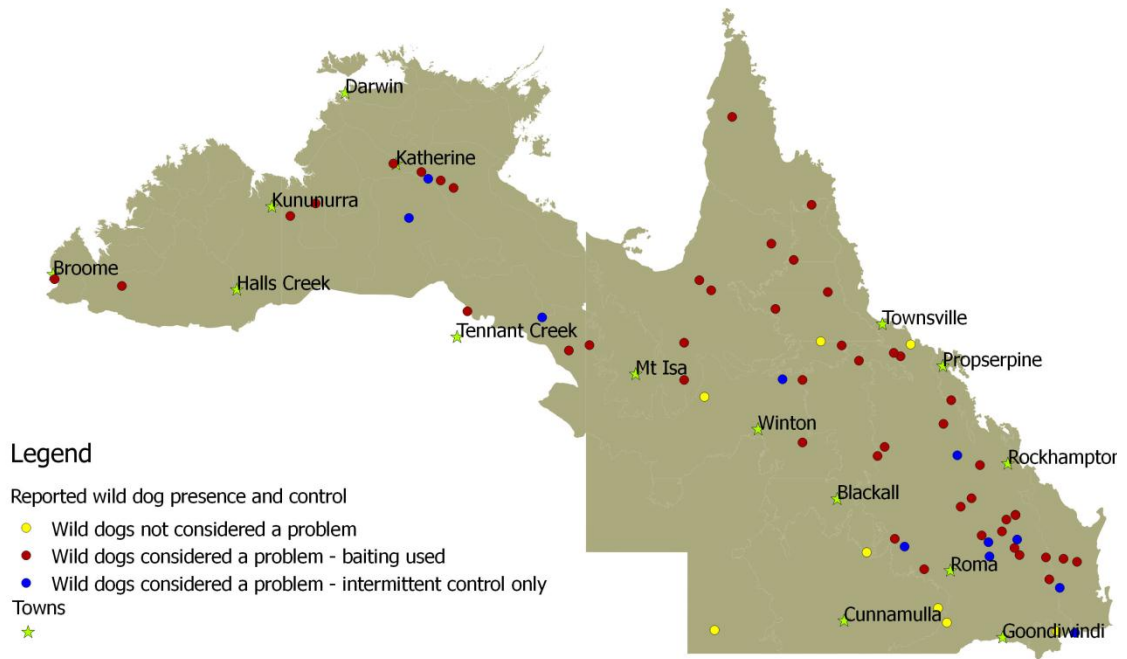 Darwin
Katherine
Kununurra
Broome
Halls Creek
Tennant Creek
Townsville
Propserpine
Mt Isa
Winton
Rockhampton
Blackall
Roma
Cunnamulla
Goondiwindi
Legend
Reported wild dog presence and control
Wild dogs not considered a problem
Wild dogs considered a problem - baiting used
Wild dogs considered a problem - intermittent control only
Towns